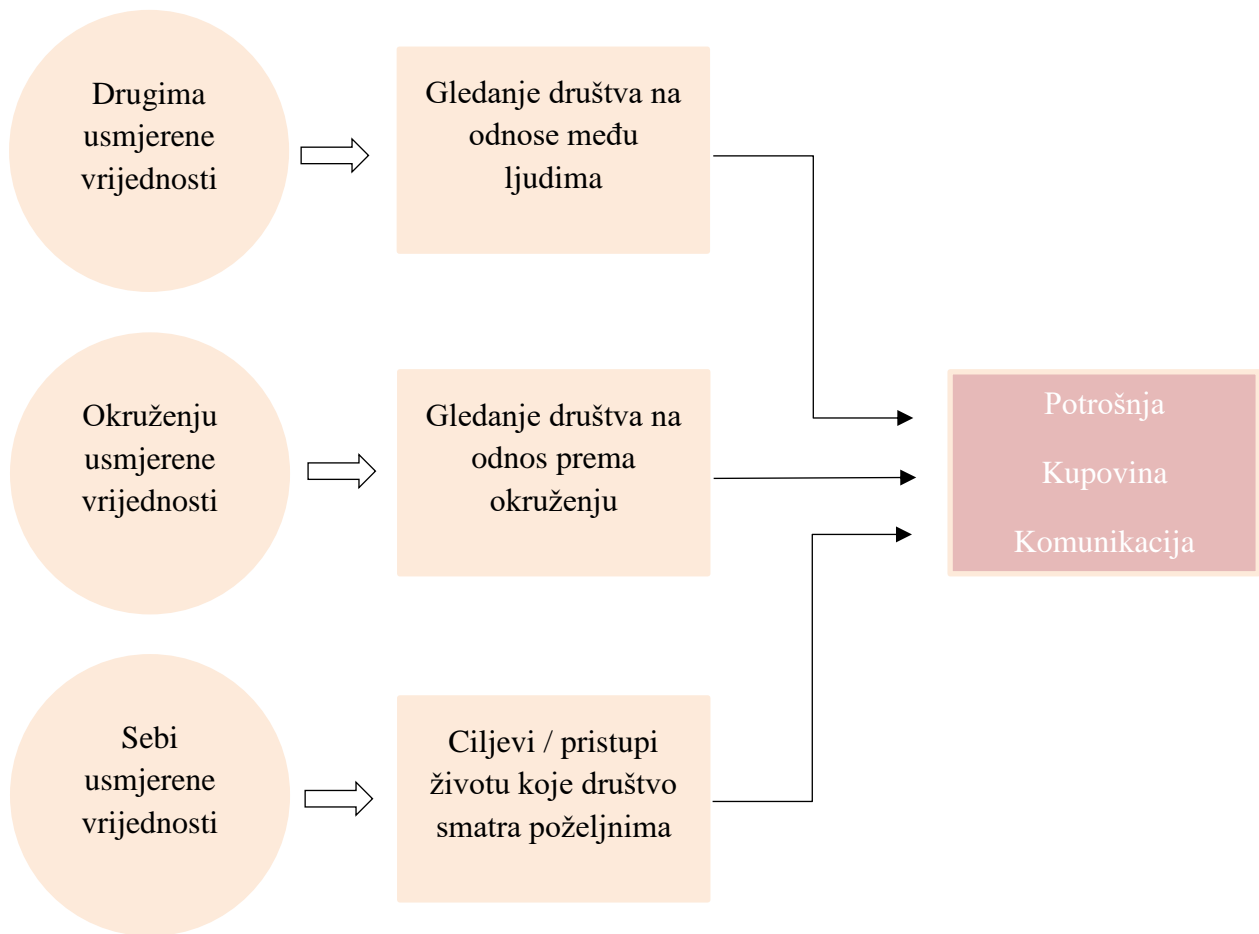 Drugima
usmjerene
vrijednosti
Gledanje društva na
odnose među
ljudima
Okruženju
usmjerene
vrijednosti
Gledanje društva na
odnos prema
okruženju
Potrošnja
Kupovina
Komunikacija
Sebi
usmjerene
vrijednosti
Ciljevi / pristupi
životu koje društvo
smatra poželjnima